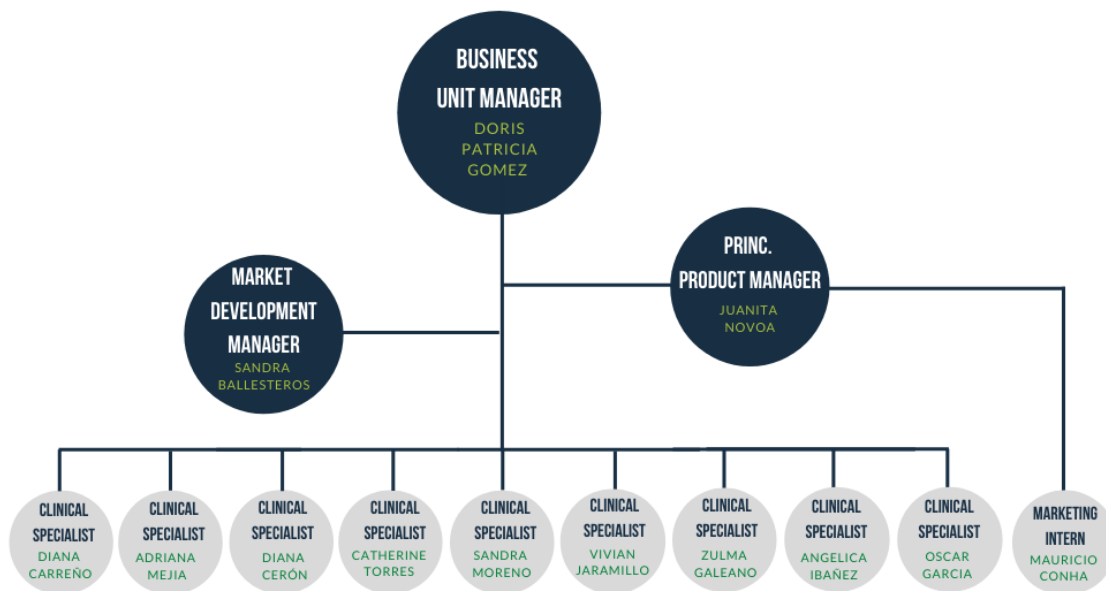 BUSINESS
UNIT MANAGER
DORIS
PATRICIA
GOMEZ
PRINC.
PRODUCT MANAGER
JUANITA
NOVOA
MARKET
DEVELOPMENT
MANAGER
SANDRA
BALLESTEROS
CLINICAL
SPECIALIST
DIANA
CARREÑO
CLINICAL
SPECIALIST
ADRIANA
MEJIA
CLINICAL
SPECIALIST
DIANA
CERÓN
CLINICAL
SPECIALIST
CATHERINE
TORRES
CLINICAL
SPECIALIST
SANDRA
MORENO
CLINICAL
SPECIALIST
VIVIAN
JARAMILLO
CLINICAL
SPECIALIST
ZULMA
GALEANO
CLINICAL
SPECIALIST
ANGELICA
IBAÑEZ
CLINICAL
SPECIALIST
OSCAR
GARCIA
MARKETING
INTERN
MAURICIO
CONHA